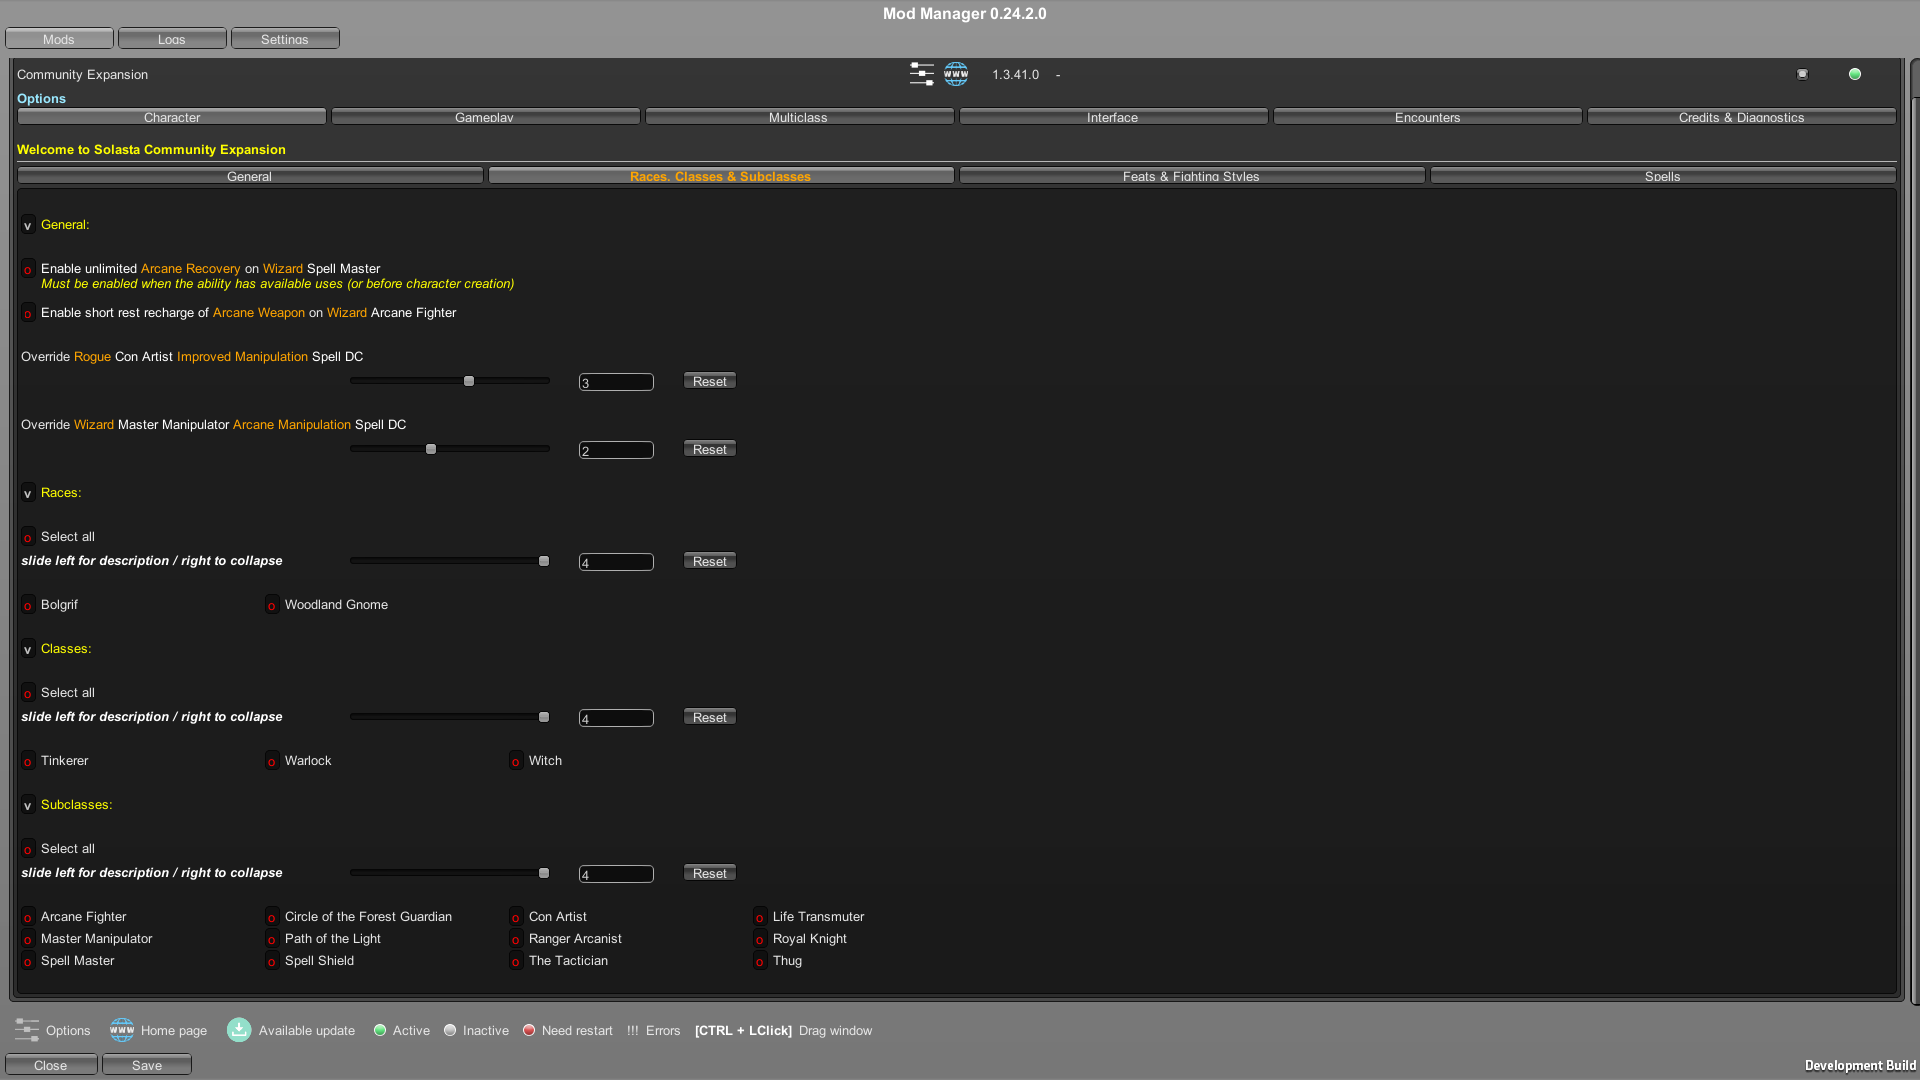 Mod Manager 0.24.2.0
Mods Logs Settings
Community Expansion WWW 1.3.41.0 -
Options
Character Gameplay Multiclass Interface Encounters Credits & Diagnostics
Welcome to Solasta Community Expansion
General Races, Classes & Subclasses Feats & Fighting Styles Spells
v General:
o Enable unlimited Arcane Recovery on Wizard Spell Master
Must be enabled when the ability has available uses (or before character creation)
o Enable short rest recharge of Arcane Weapon on Wizard Arcane Fighter
Override Rogue Con Artist Improved Manipulation Spell DC
3 Reset
Override Wizard Master Manipulator Arcane Manipulation Spell DC
2 Reset
v Races:
o Select all
slide left for description / right to collapse 4 Reset
o Bolgrif o Woodland Gnome
v Classes:
o Select all
slide left for description / right to collapse 4 Reset
o Tinkerer o Warlock o Witch
v Subclasses:
o Select all
slide left for description / right to collapse 4 Reset
o Arcane Fighter o Circle of the Forest Guardian o Con Artist o Life Transmuter
o Master Manipulator o Path of the Light o Ranger Arcanist o Royal Knight
o Spell Master o Spell Shield o The Tactician o Thug
Options WWW Home page Available update Active Inactive Need restart !!! Errors [CTRL + LClick] Drag window
Close Save
Development Build